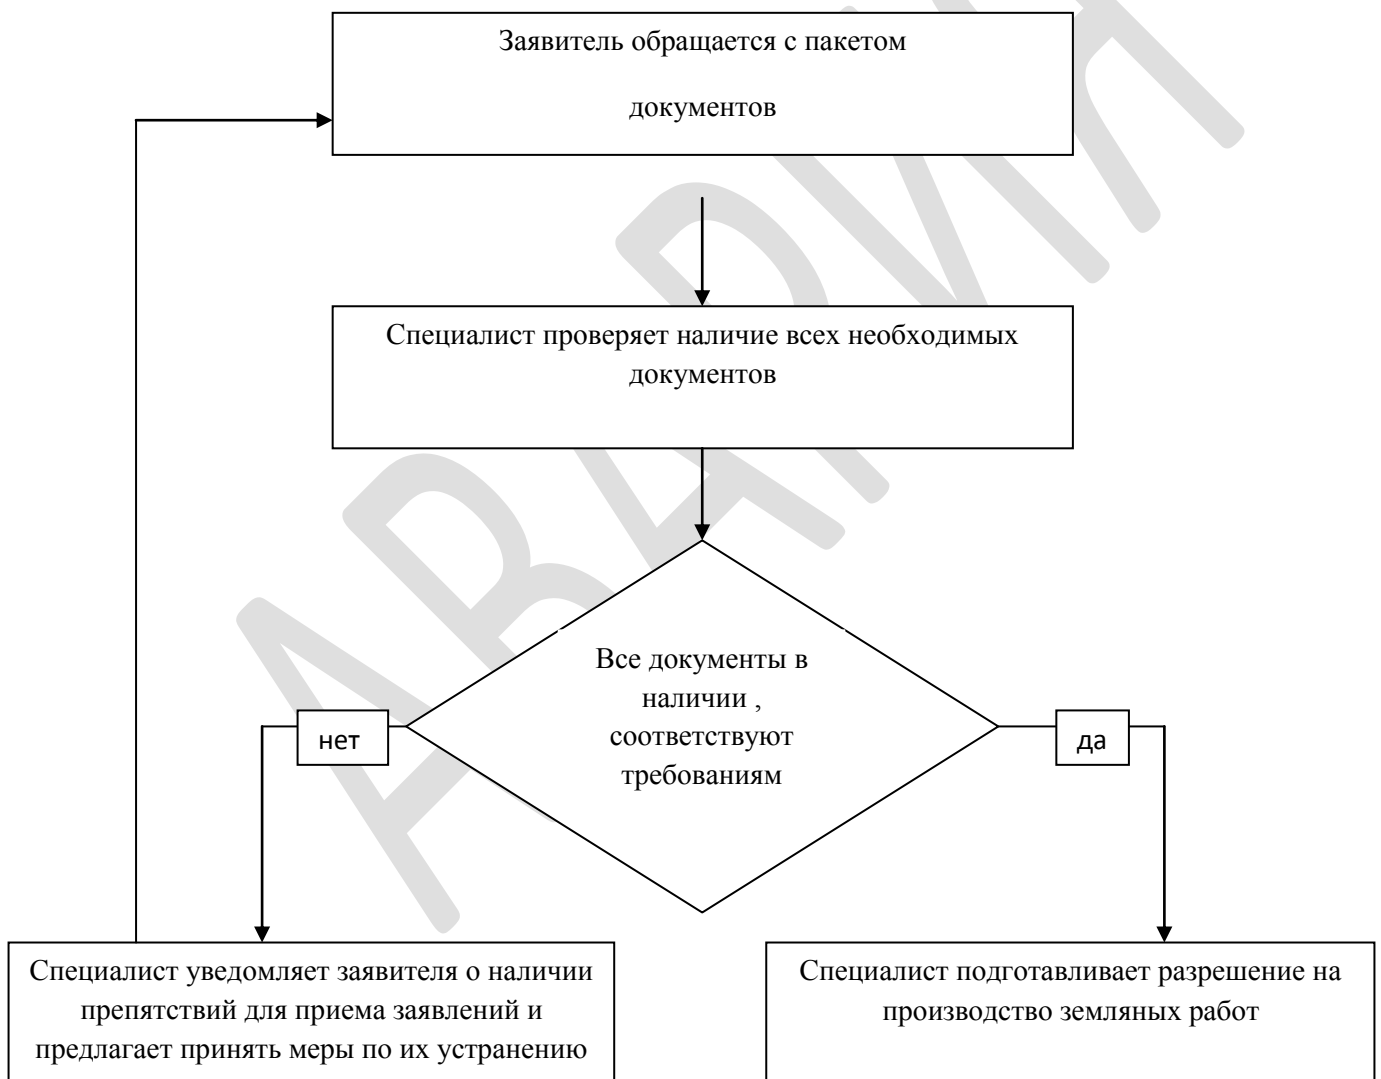 Заявитель обращается с пакетом
документов
Специалист проверяет наличие всех необходимых
документов
Все документы в
наличии ,
соответствуют
требованиям
нет
да
Специалист уведомляет заявителя о наличии
препятствий для приема заявлений и
предлагает принять меры по их устранению
Специалист подготавливает разрешение на
производство земляных работ
АВАРИЯ